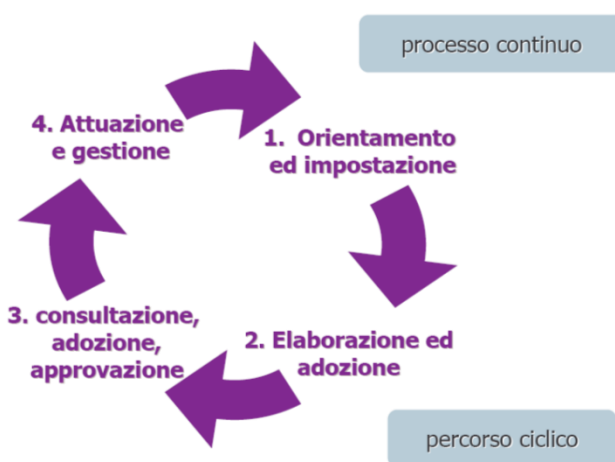 processo continuo
4. Attuazione
e gestione
1. Orientamento
ed impostazione
3. consultazione,
adozione,
approvazione
2. Elaborazione ed
adozione
percorso ciclico